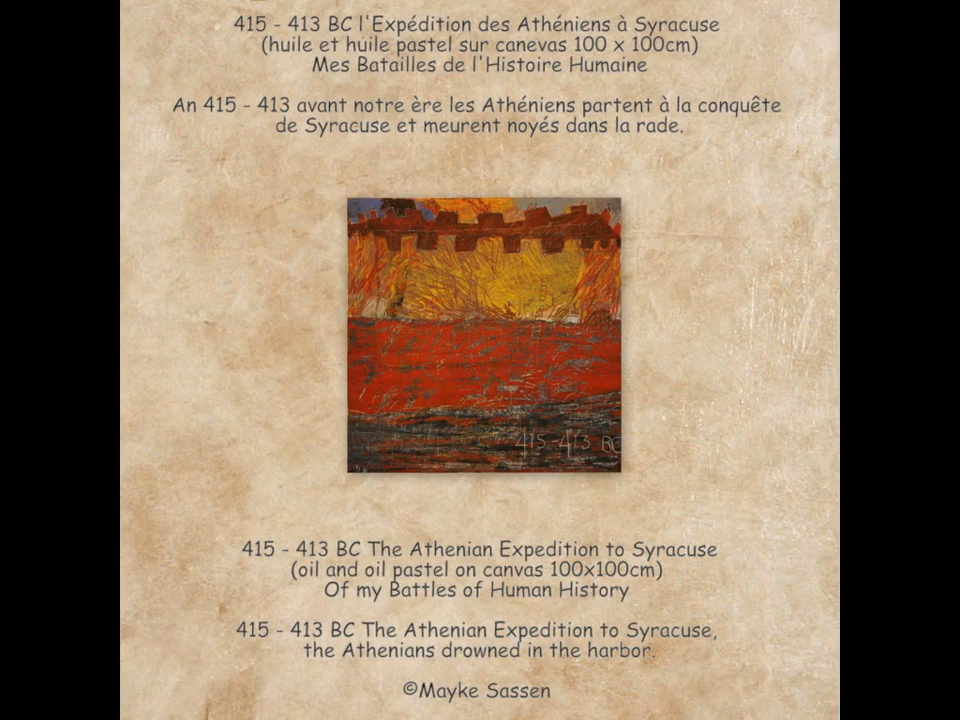 415 - 413 BC l'Expédition des Athéniens à Syracuse
(huile et huile pastel sur canevas 100 x 100cm)
Mes Batailles de l'Histoire Humaine
An 415 - 413 avant notre ère les Athéniens partent à la conquête
de Syracuse et meurent noyés dans la rade.
415-413 BC
415 - 413 BC The Athenian Expedition to Syracuse
(oil and oil pastel on canvas 100x100cm)
Of my Battles of Human History
415 - 413 BC The Athenian Expedition to Syracuse,
the Athenians drowned in the harbor.
©Mayke Sassen